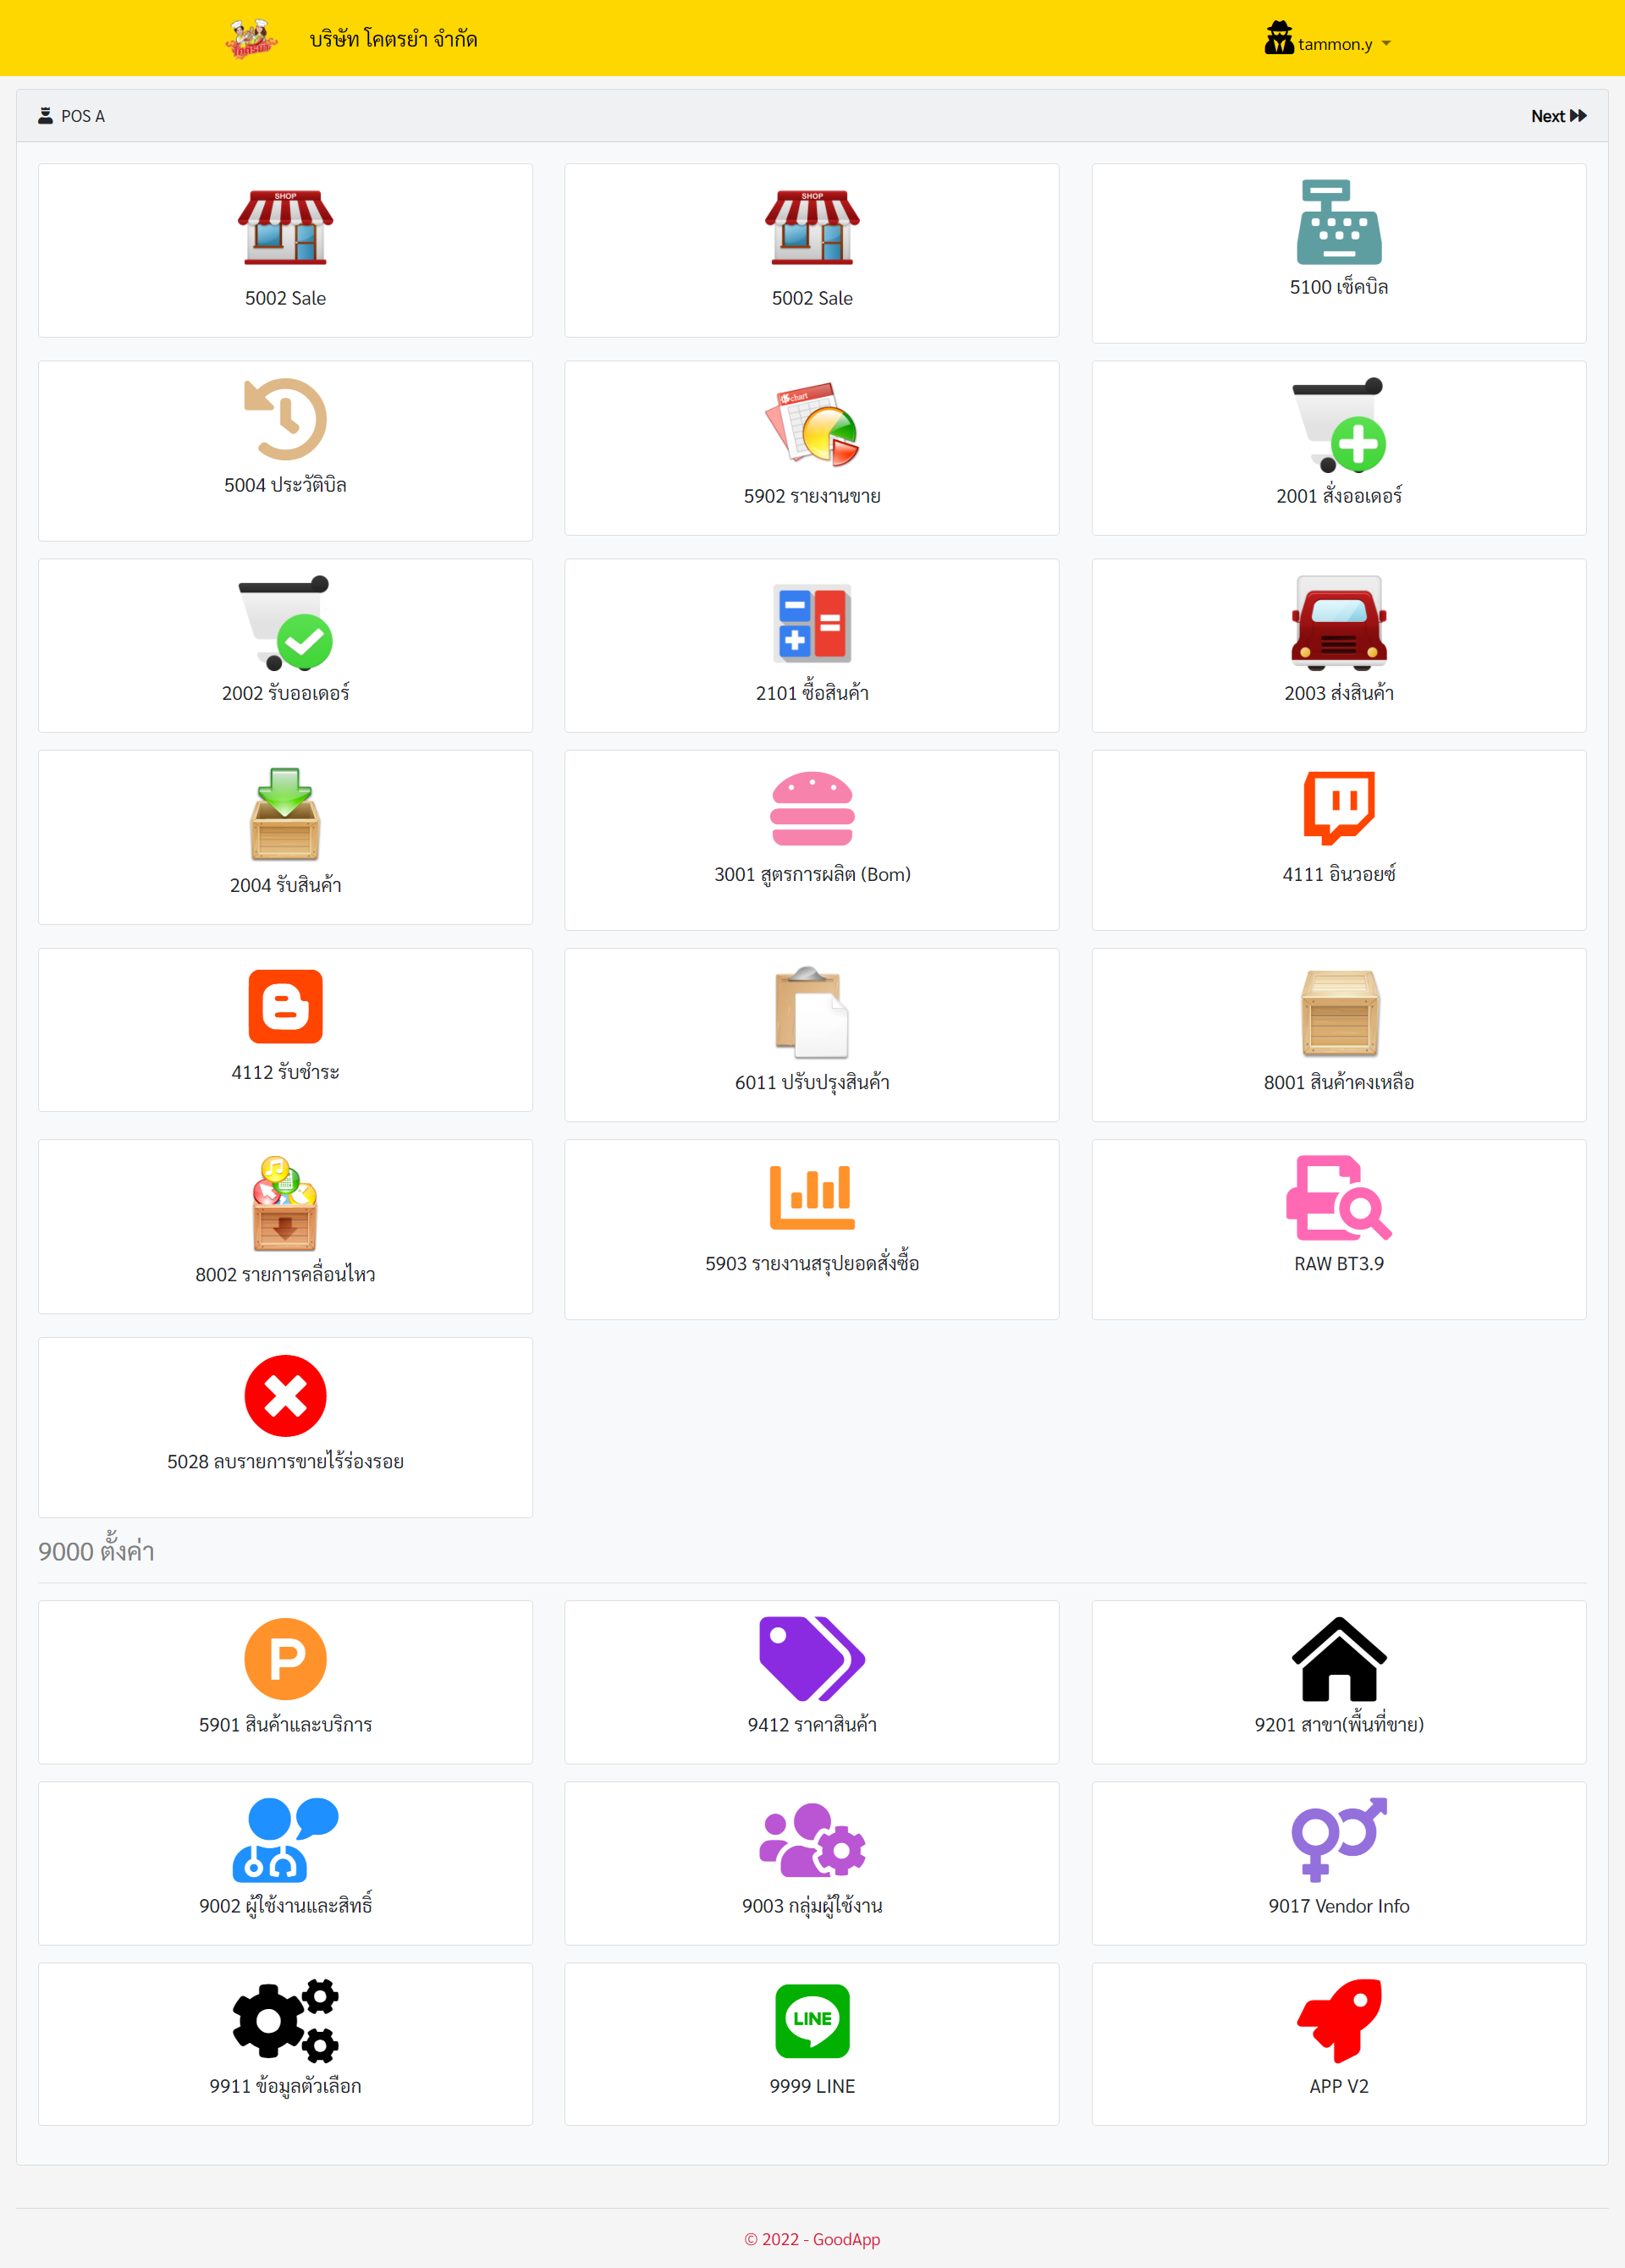 โคตรยำ
บริษัท โคตรยำ จำกัด
tammon.y
POS A
Next
SHOP
5002 Sale
SHOP
5002 Sale
5100 เช็คบิล
5004 ประวัติบิล
chart
5902 รายงานขาย
2001 สั่งออเดอร์
2002 รับออเดอร์
2101 ซื้อสินค้า
2003 ส่งสินค้า
2004 รับสินค้า
3001 สูตรการผลิต (Bom)
4111 อินวอยซ์
4112 รับชำระ
6011 ปรับปรุงสินค้า
8001 สินค้าคงเหลือ
8002 รายการคลื่อนไหว
5903 รายงานสรุปยอดสั่งซื้อ
RAW BT3.9
5028 ลบรายการขายไร้ร่องรอย
9000 ตั้งค่า
P
5901 สินค้าและบริการ
9412 ราคาสินค้า
9201 สาขา(พื้นที่ขาย)
9002 ผู้ใช้งานและสิทธิ์
9003 กลุ่มผู้ใช้งาน
9017 Vendor Info
9911 ข้อมูลตัวเลือก
LINE
9999 LINE
APP V2
© 2022 - GoodApp